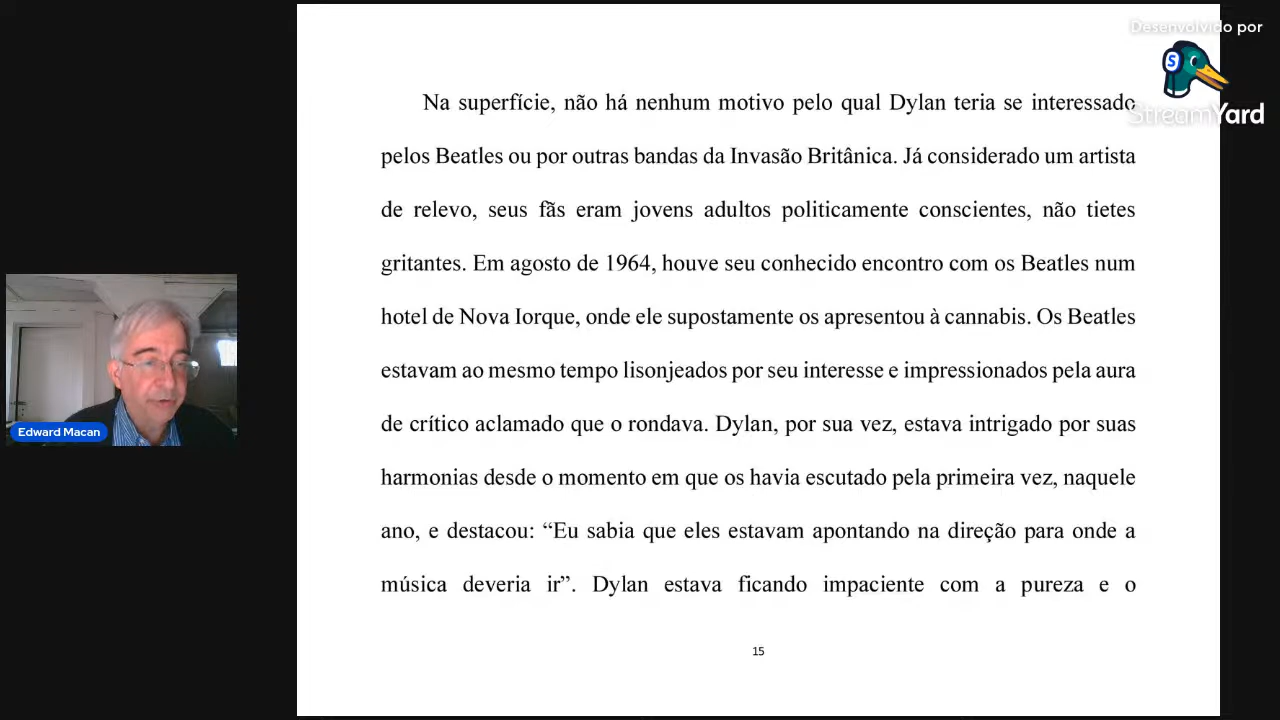 Desenvolvido por
StreamYard
Na superfície, não há nenhum motivo pelo qual Dylan teria se interessado
pelos Beatles ou por outras bandas da Invasão Britânica. Já considerado um artista
de relevo, seus fãs eram jovens adultos politicamente conscientes, não tietes
gritantes. Em agosto de 1964, houve seu conhecido encontro com os Beatles num
hotel de Nova Iorque, onde ele supostamente os apresentou à cannabis. Os Beatles
estavam ao mesmo tempo lisonjeados por seu interesse e impressionados pela aura
de crítico aclamado que o rondava. Dylan, por sua vez, estava intrigado por suas
harmonias desde o momento em que os havia escutado pela primeira vez, naquele
ano, e destacou: “Eu sabia que eles estavam apontando na direção para onde a
música deveria ir”. Dylan estava ficando impaciente com a pureza e o
15
Edward Macan